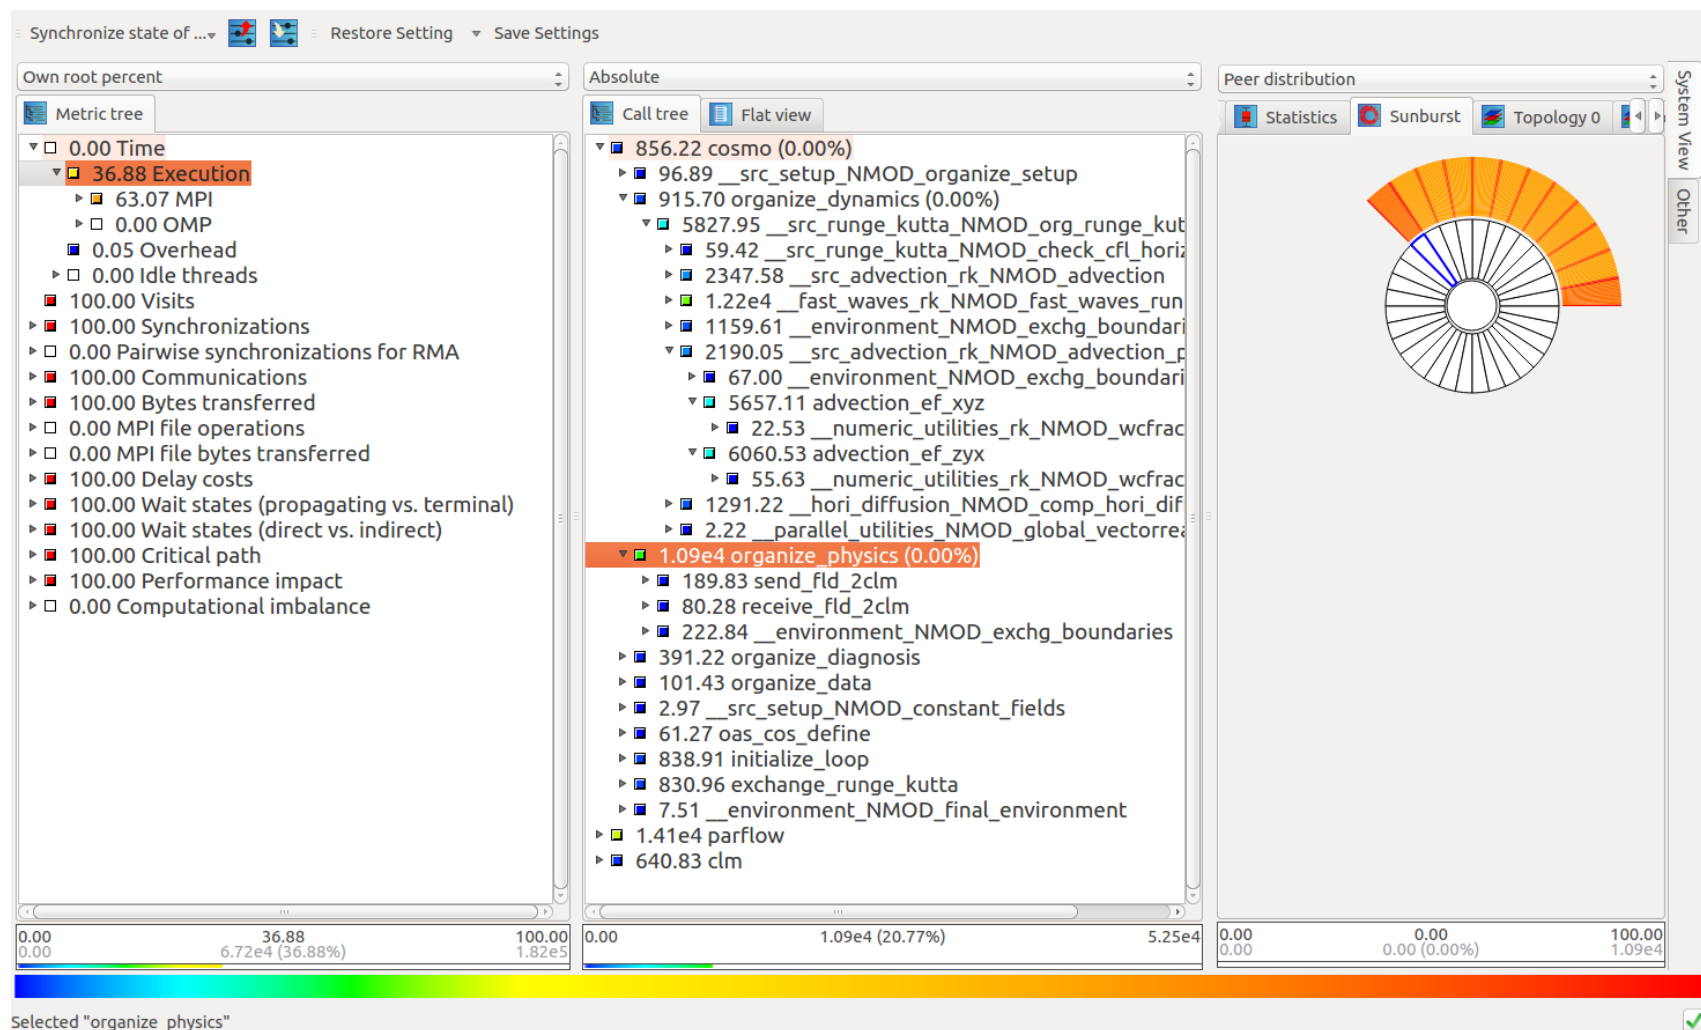 Synchronize state of ...
Restore Setting
Save Settings
Own root percent
Absolute
Peer distribution
System View
Other
Metric tree
Call tree
Flat view
Statistics
Sunburst
Topology 0
0.00 Time
36.88 Execution
63.07 MPI
0.00 OMP
0.05 Overhead
0.00 Idle threads
100.00 Visits
100.00 Synchronizations
0.00 Pairwise synchronizations for RMA
100.00 Communications
100.00 Bytes transferred
0.00 MPI file operations
0.00 MPI file bytes transferred
100.00 Delay costs
100.00 Wait states (propagating vs. terminal)
100.00 Wait states (direct vs. indirect)
100.00 Critical path
100.00 Performance impact
0.00 Computational imbalance
856.22 cosmo (0.00%)
96.89 __src_setup_NMOD_organize_setup
915.70 organize_dynamics (0.00%)
5827.95 __src_runge_kutta_NMOD_org_runge_kut
59.42 __src_runge_kutta_NMOD_check_cfl_horiz
2347.58 __src_advection_rk_NMOD_advection
1.22e4 __fast_waves_rk_NMOD_fast_waves_run
1159.61 __environment_NMOD_exchg_boundari
2190.05 __src_advection_rk_NMOD_advection_p
67.00 __environment_NMOD_exchg_boundari
5657.11 advection_ef_xyz
22.53 __numeric_utilities_rk_NMOD_wcfrac
6060.53 advection_ef_zyx
55.63 __numeric_utilities_rk_NMOD_wcfrac
1291.22 __hori_diffusion_NMOD_comp_hori_dif
2.22 __parallel_utilities_NMOD_global_vectorrea
1.09e4 organize_physics (0.00%)
189.83 send_fld_2clm
80.28 receive_fld_2clm
222.84 __environment_NMOD_exchg_boundaries
391.22 organize_diagnosis
101.43 organize_data
2.97 __src_setup_NMOD_constant_fields
61.27 oas_cos_define
838.91 initialize_loop
830.96 exchange_runge_kutta
7.51 __environment_NMOD_final_environment
1.41e4 parflow
640.83 clm
0.00 36.88 100.00
0.00 6.72e4 (36.88%) 1.82e5
0.00 1.09e4 (20.77%) 5.25e4
0.00 0.00 100.00
0.00 0.00 (0.00%) 1.09e4
Selected "organize_physics"